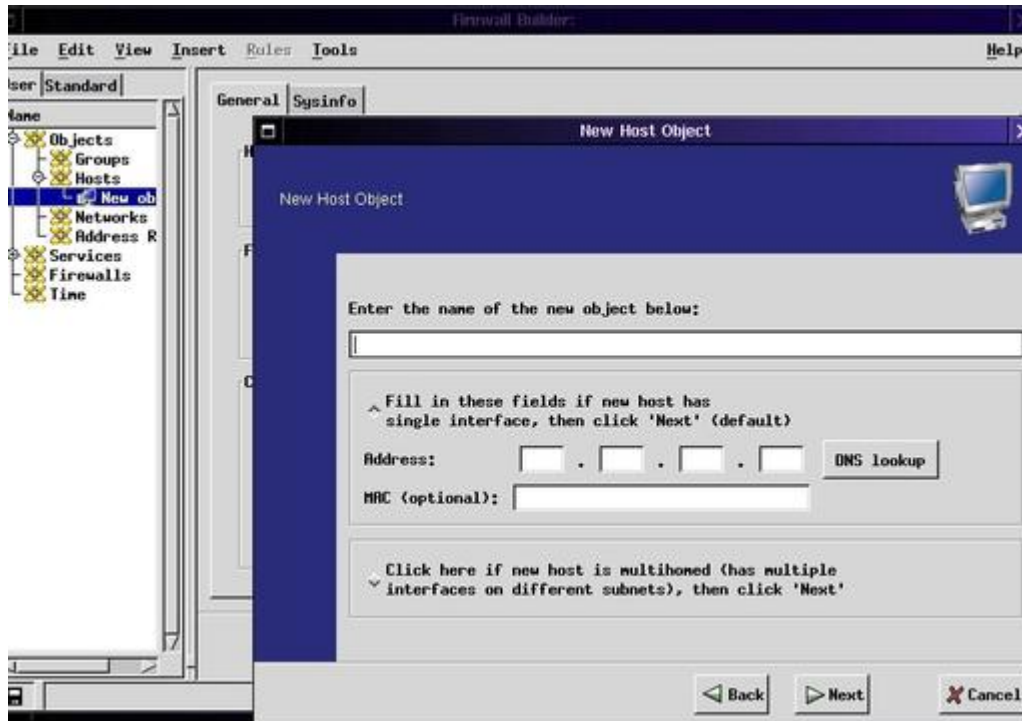 Firewall Builder:
File Edit View Insert Rules Tools Help
User Standard
Name
Objects
Groups
Hosts
New ob
Networks
Address R
Services
Firewalls
Time
General Sysinfo
New Host Object
New Host Object
Enter the name of the new object below:
Fill in these fields if new host has
single interface, then click 'Next' (default)
Address: . . . DNS lookup
MAC (optional):
Click here if new host is multihomed (has multiple
interfaces on different subnets), then click 'Next'
Back Next Cancel